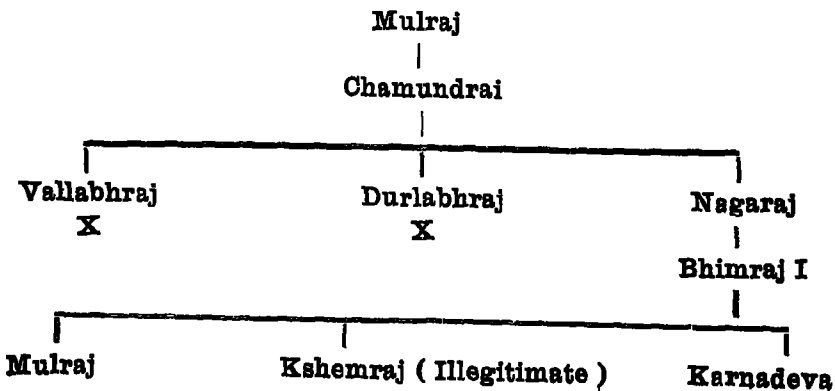 Mulraj
Chamundrai
Vallabhraj Durlabhraj Nagaraj
X X
Bhimraj I
Mulraj Kshemraj ( Illegitimate ) Karnadeva